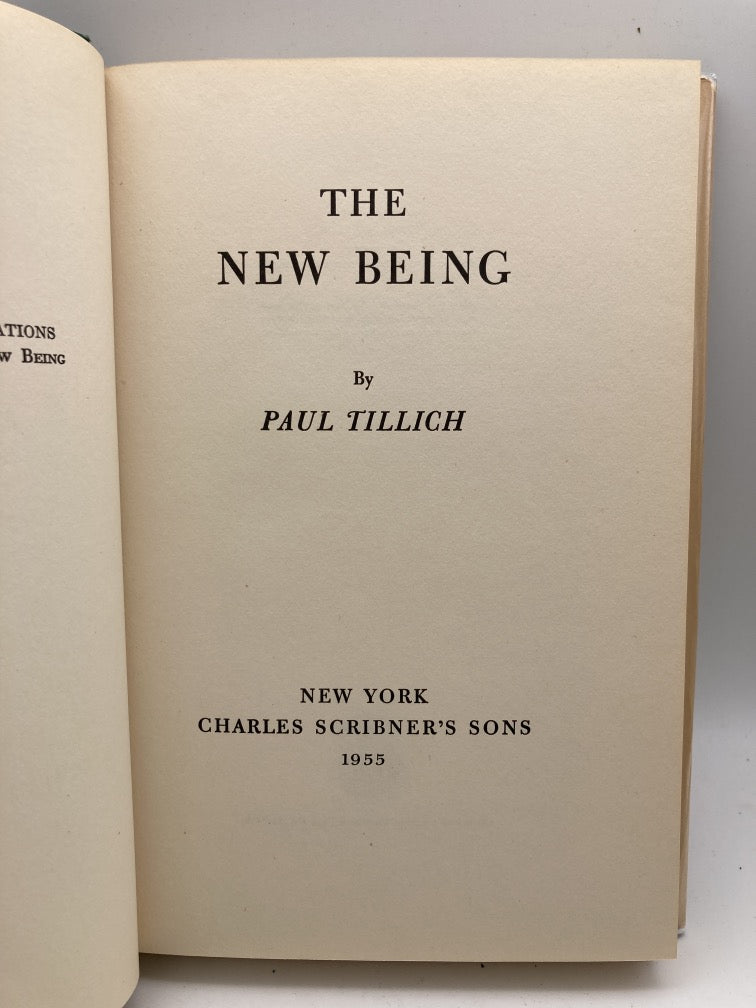 ATIONS
w Being
THE
NEW BEING
By
PAUL TILLICH
NEW YORK
CHARLES SCRIBNER'S SONS
1955